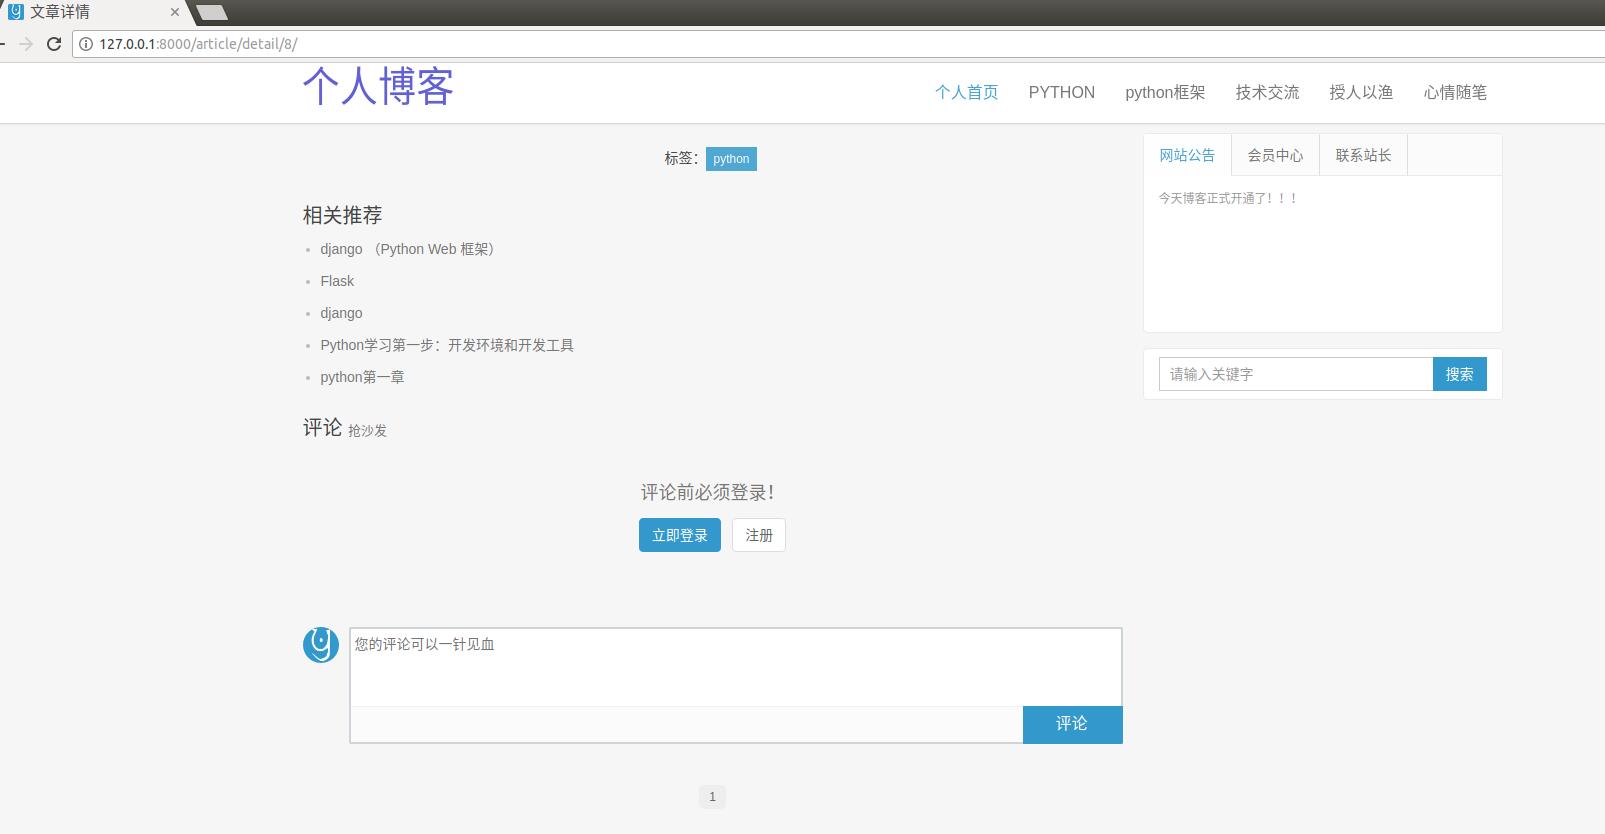 文章详情
127.0.0.1:8000/article/detail/8/
个人博客
个人首页 PYTHON python框架 技术交流 授人以渔 心情随笔
标签：python
相关推荐
django （Python Web 框架）
Flask
django
Python学习第一步：开发环境和开发工具
python第一章
评论 抢沙发
评论前必须登录！
立即登录 注册
您的评论可以一针见血
评论
1
网站公告 会员中心 联系站长
今天博客正式开通了！！！
请输入关键字 搜索